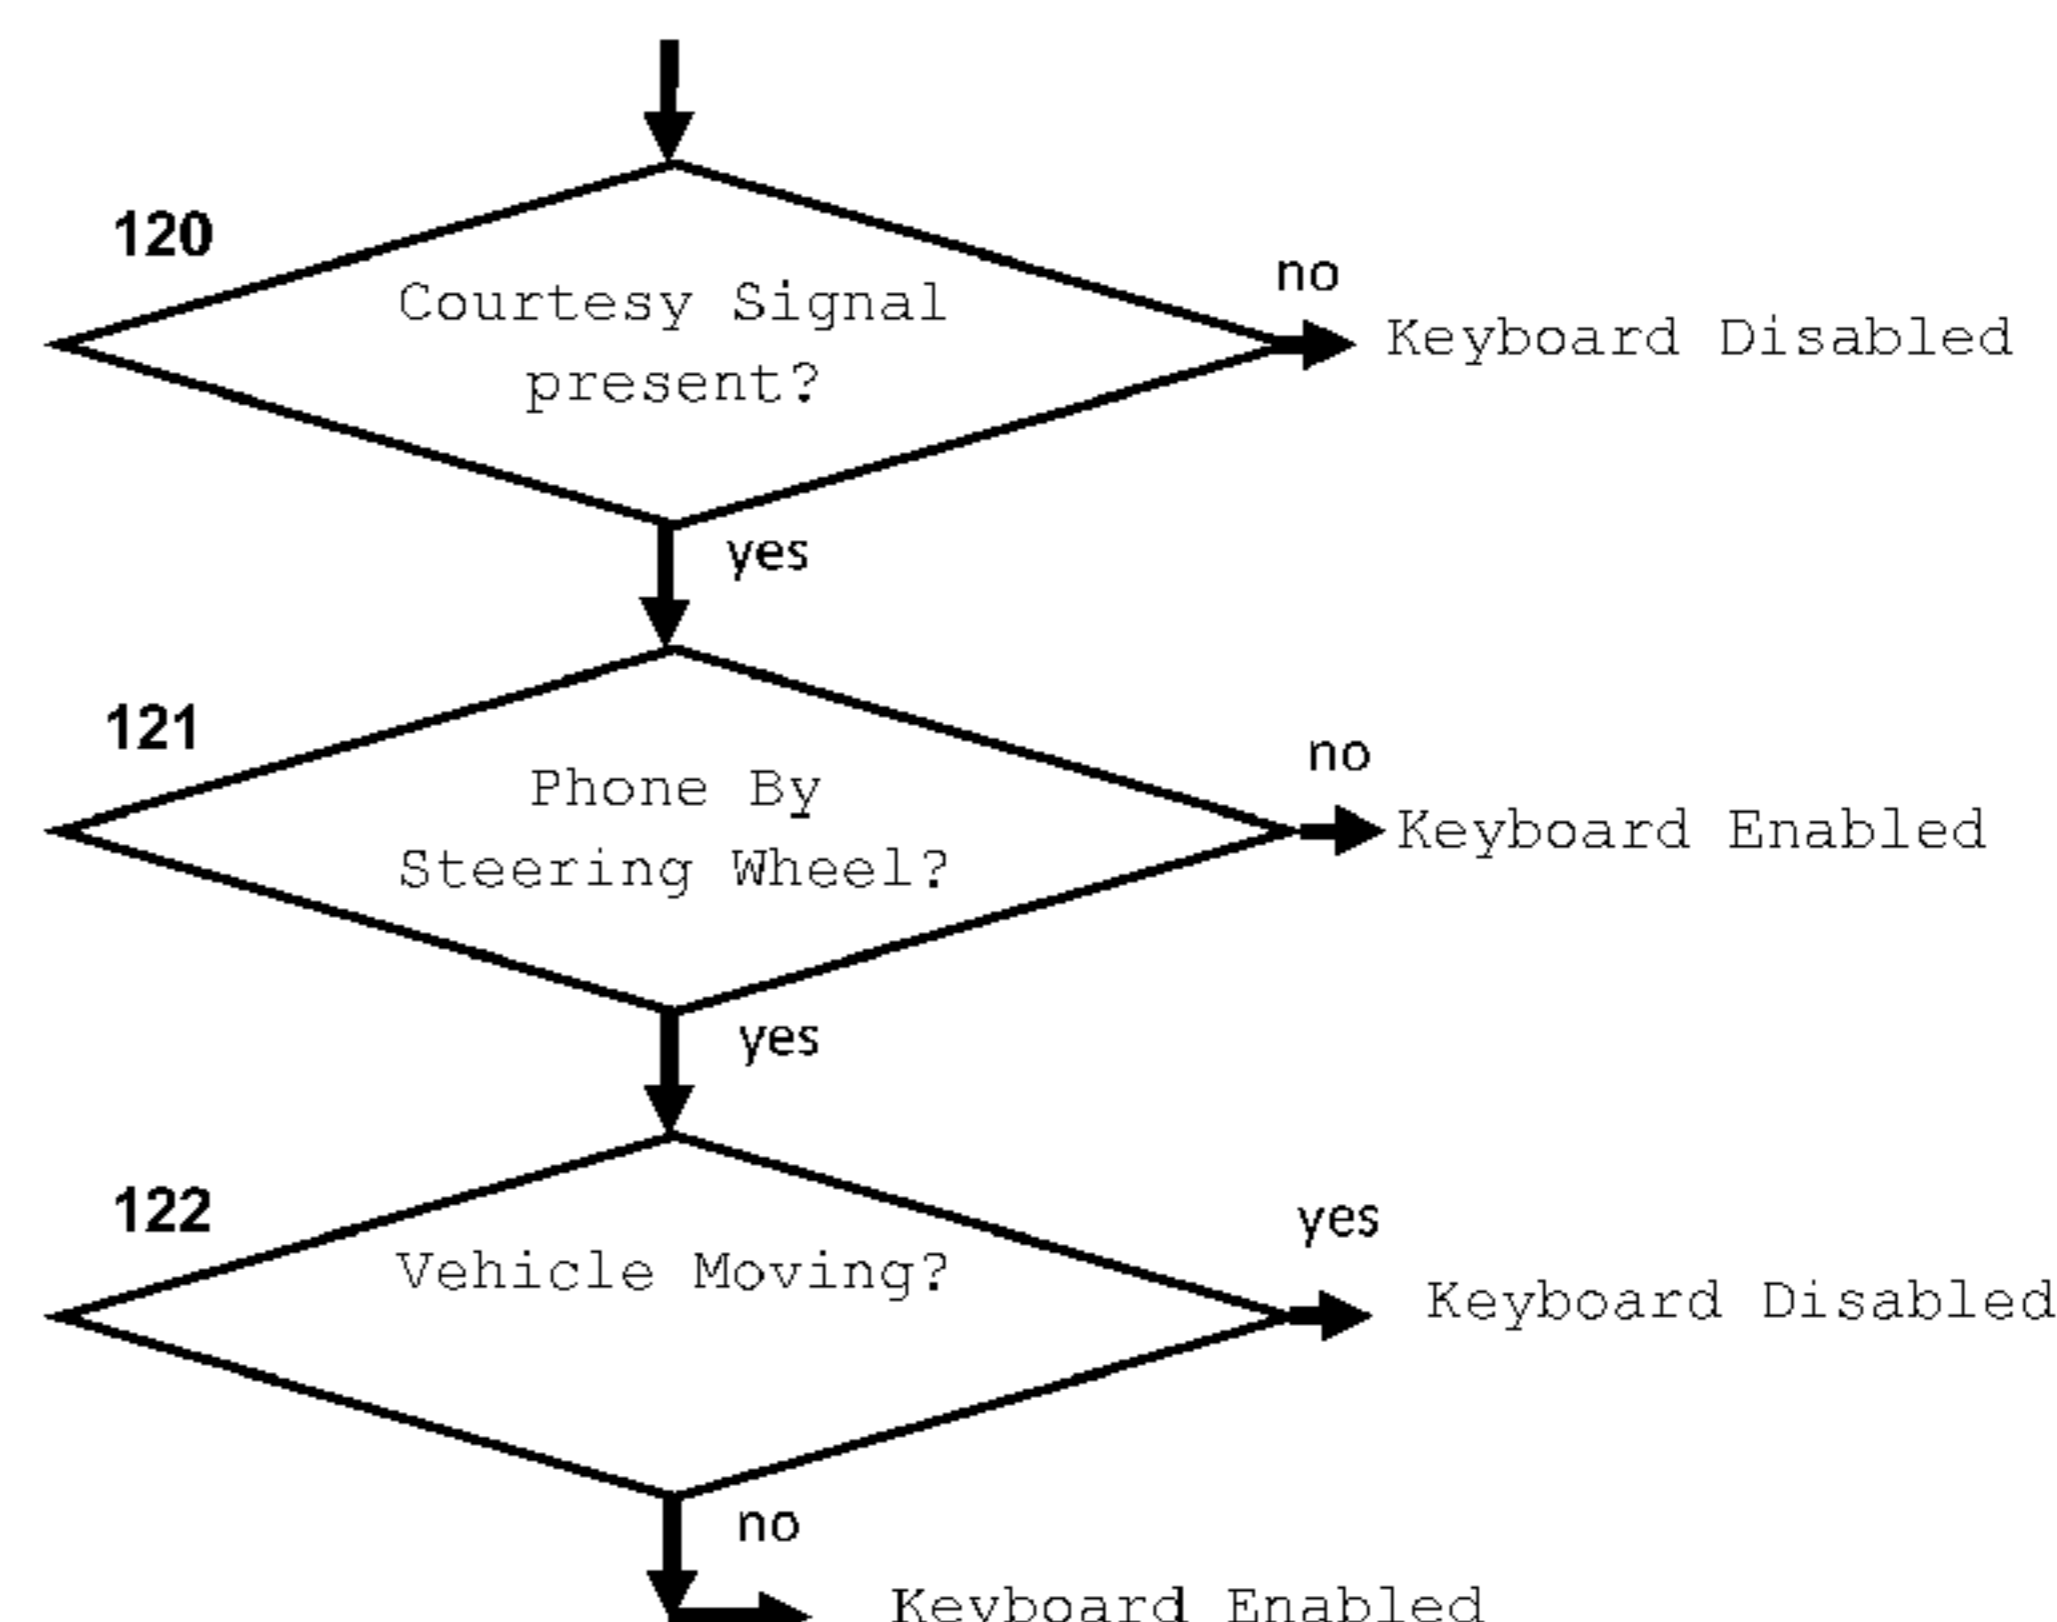 120
Courtesy Signal
present?
no
Keyboard Disabled
yes
121
Phone By
Steering Wheel?
no
Keyboard Enabled
yes
122
Vehicle Moving?
yes
Keyboard Disabled
no
Keyboard Enabled